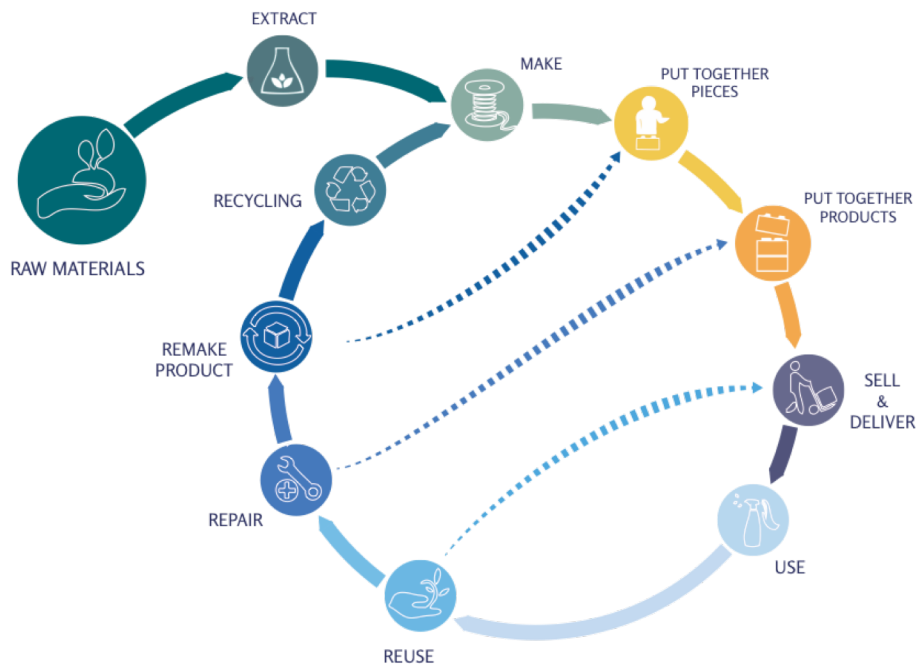 EXTRACT
MAKE
PUT TOGETHER
PIECES
RECYCLING
PUT TOGETHER
PRODUCTS
RAW MATERIALS
REMAKE
PRODUCT
SELL
&
DELIVER
REPAIR
USE
REUSE